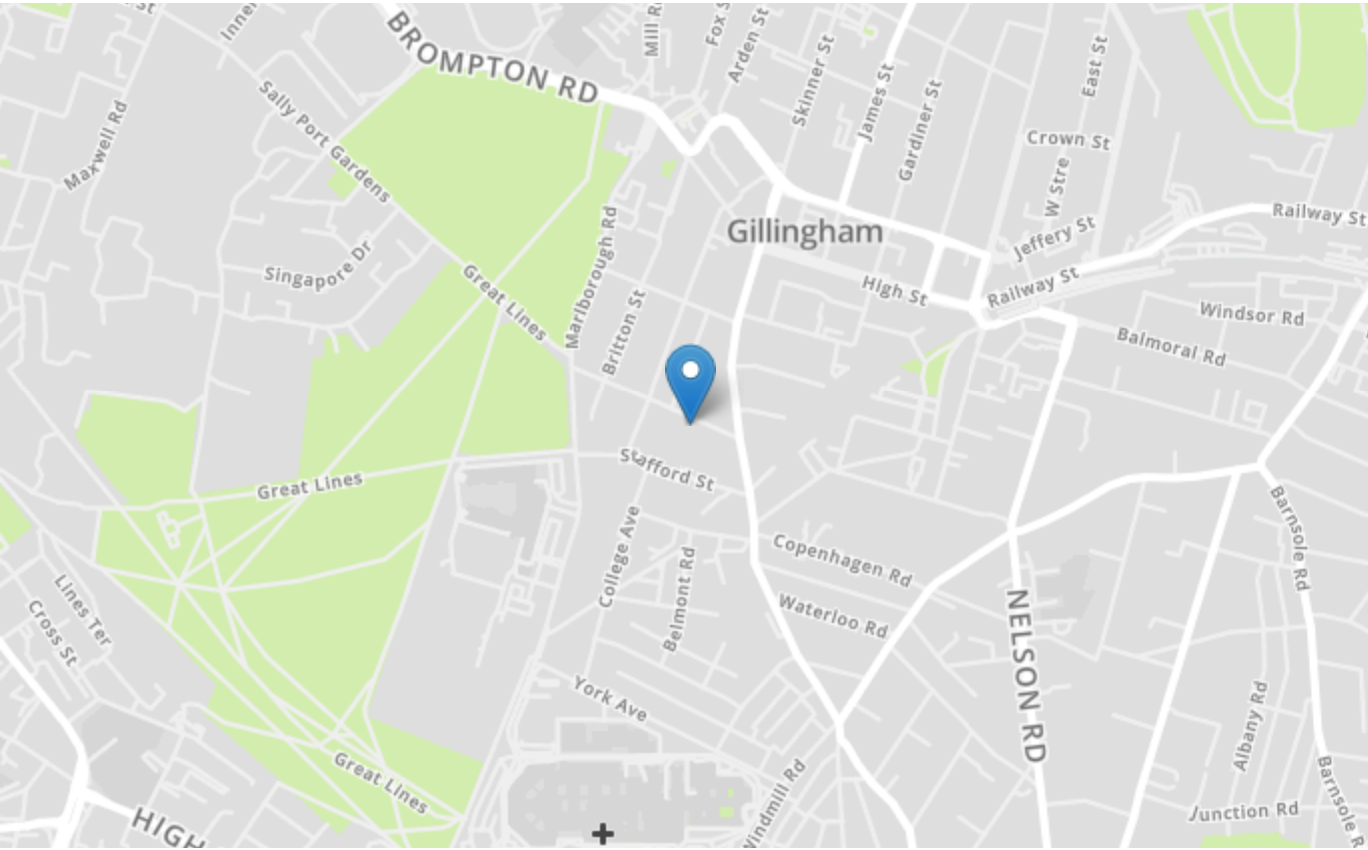 St
Inner
Mill R
Fox S
Arden St
BROMPTON RD
Skinner St
James St
Gardiner St
East St
Sally Port Gardens
Maxwell Rd
Crown St
W Stre
Railway St
Gillingham
Jeffery St
Marlborough Rd
Singapore Dr
Great Lines
High St
Railway St
Britton St
Windsor Rd
Balmoral Rd
Stafford St
Great Lines
Barnsole Rd
College Ave
Belmont Rd
Copenhagen Rd
Lines Ter
Cross St
Waterloo Rd
NELSON RD
York Ave
Albany Rd
Great Lines
Windmill Rd
Barnsole R
Junction Rd
HIGH